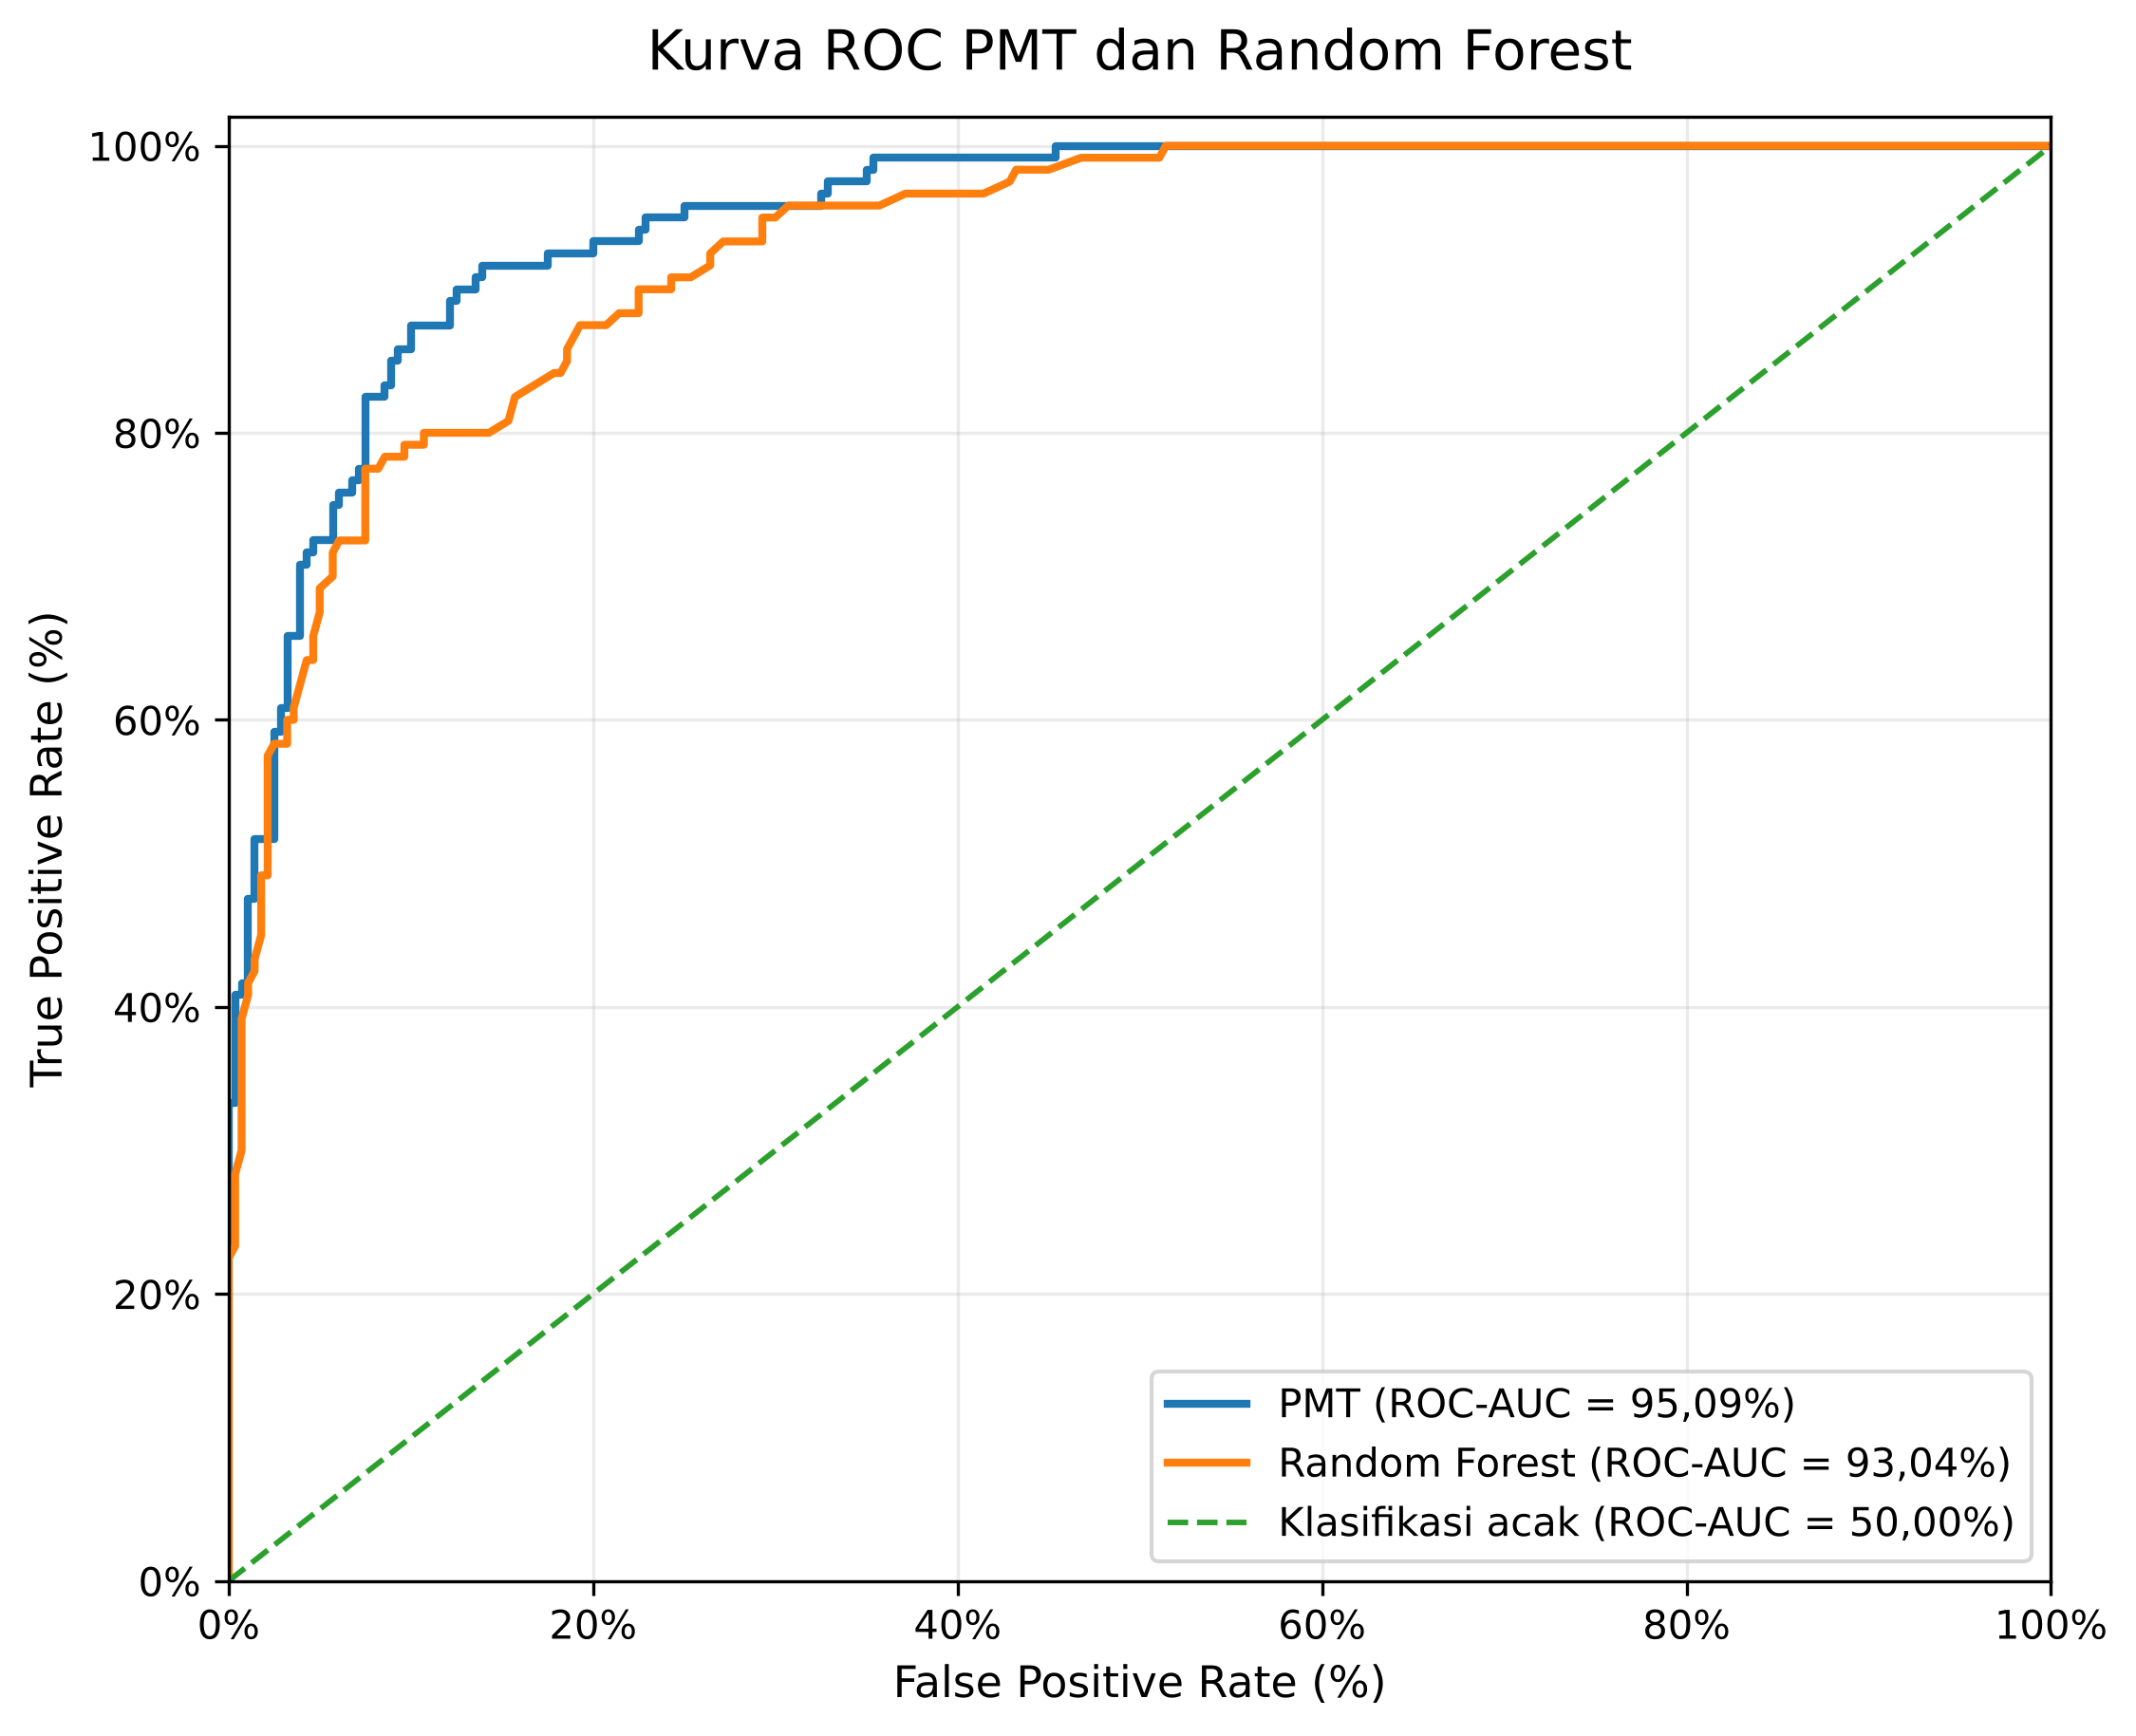 Kurva ROC PMT dan Random Forest
True Positive Rate (%)
100%
80%
60%
40%
20%
0%
0%
20%
40%
60%
80%
100%
False Positive Rate (%)
PMT (ROC-AUC = 95,09%)
Random Forest (ROC-AUC = 93,04%)
Klasifikasi acak (ROC-AUC = 50,00%)